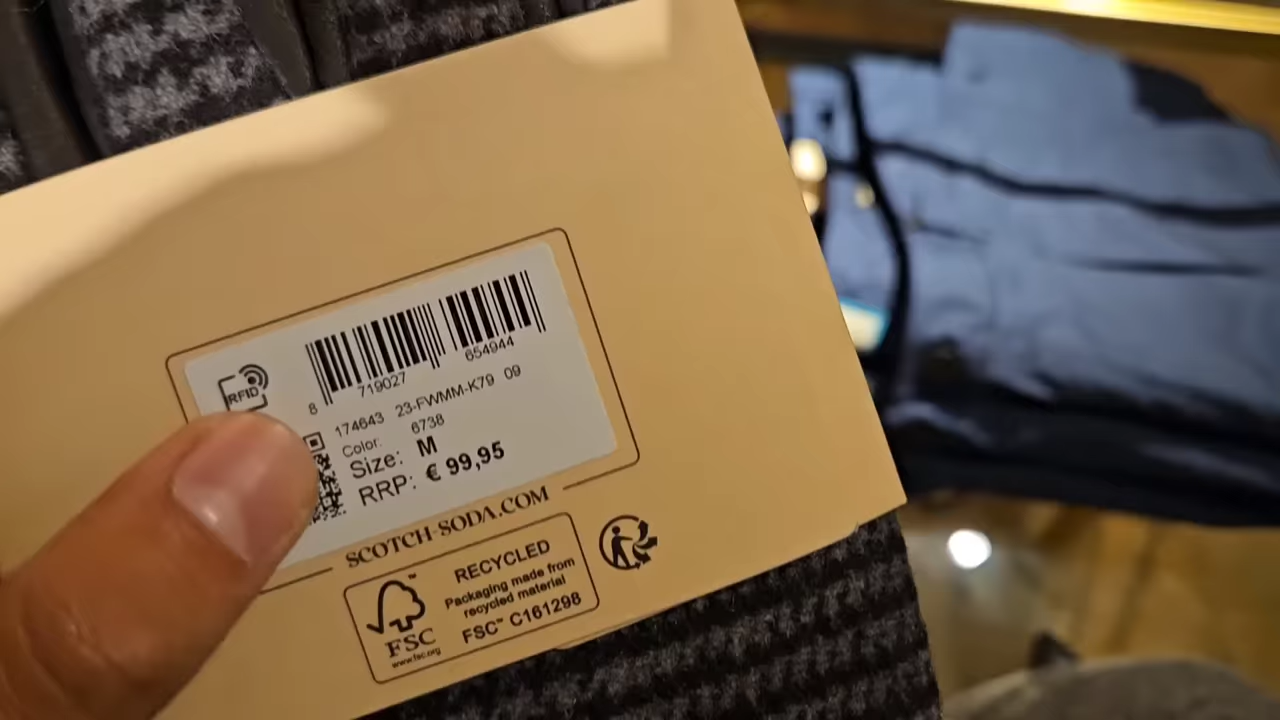 RFID
8 719027 654944
174643 23-FWMM-K79 09
Color: 6738
Size: M
RRP: € 99,95
SCOTCH-SODA.COM
FSC™
www.fsc.org
RECYCLED
Packaging made from
recycled material
FSC™ C161298